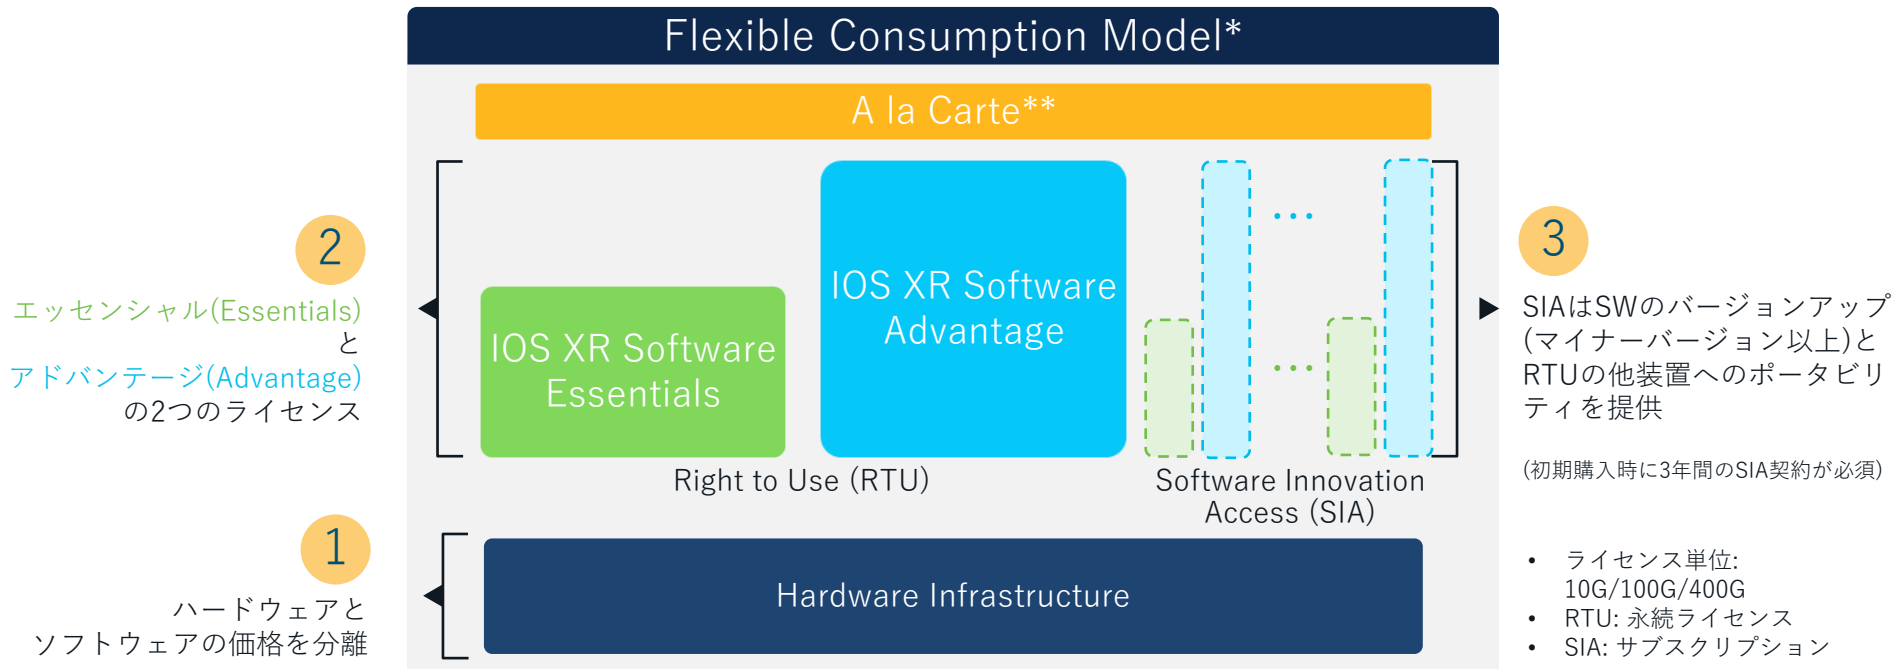 Flexible Consumption Model*
A la Carte**
2
エッセンシャル(Essentials)
と
アドバンテージ(Advantage)
の2つのライセンス
IOS XR Software
Essentials
IOS XR Software
Advantage
...
...
Right to Use (RTU)
Software Innovation
Access (SIA)
3
SIAはSWのバージョンアップ
(マイナーバージョン以上)と
RTUの他装置へのポータビリ
ティを提供
(初期購入時に3年間のSIA契約が必須)
1
ハードウェアと
ソフトウェアの価格を分離
Hardware Infrastructure
• ライセンス単位:
10G/100G/400G
• RTU: 永続ライセンス
• SIA: サブスクリプション